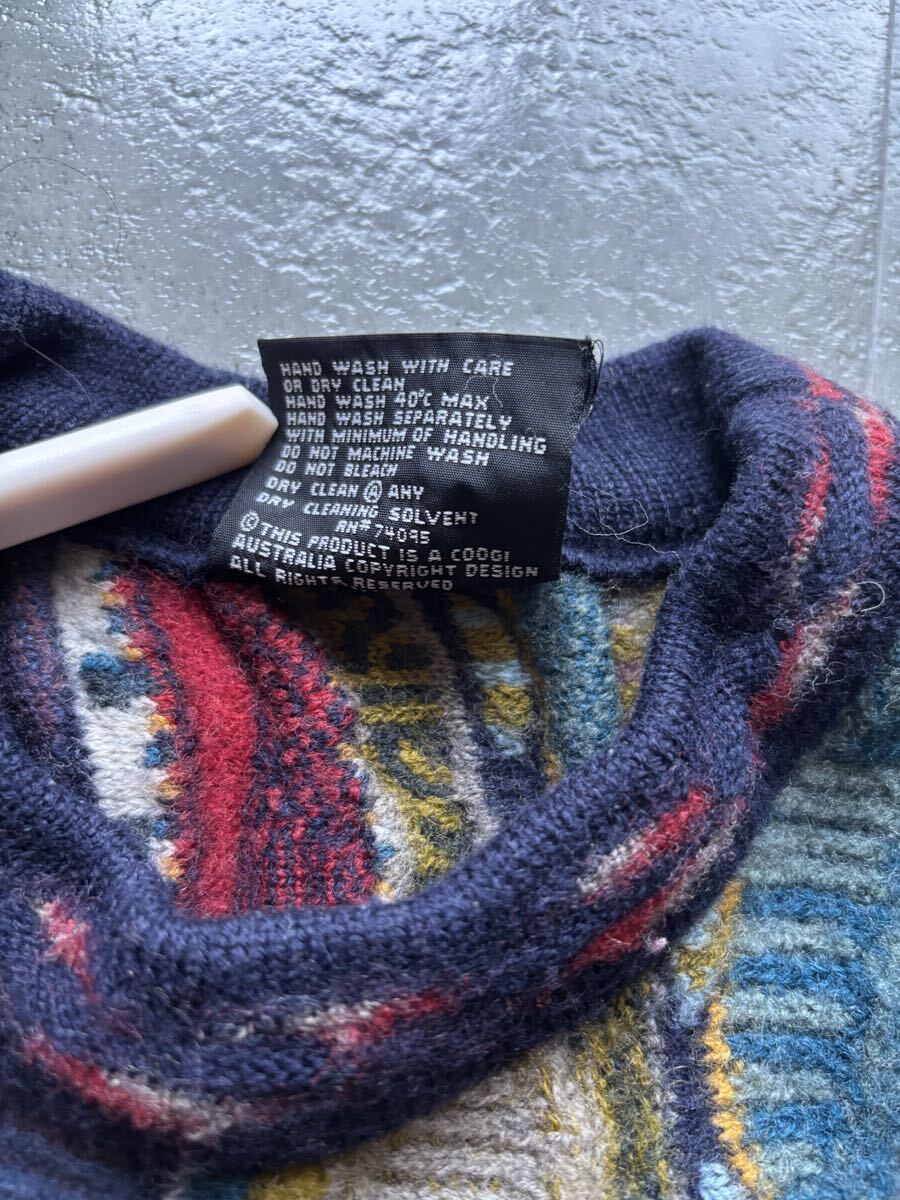 HAND WASH WITH CARE
OR DRY CLEAN
HAND WASH 40°C MAX
HAND WASH SEPARATELY
WITH MINIMUM OF HANDLING
DO NOT MACHINE WASH
DO NOT BLEACH
DRY CLEAN Ⓐ ANY
DRY CLEANING SOLVENT
RN#74095
© THIS PRODUCT IS A COOGI
AUSTRALIA COPYRIGHT DESIGN
ALL RIGHTS RESERVED